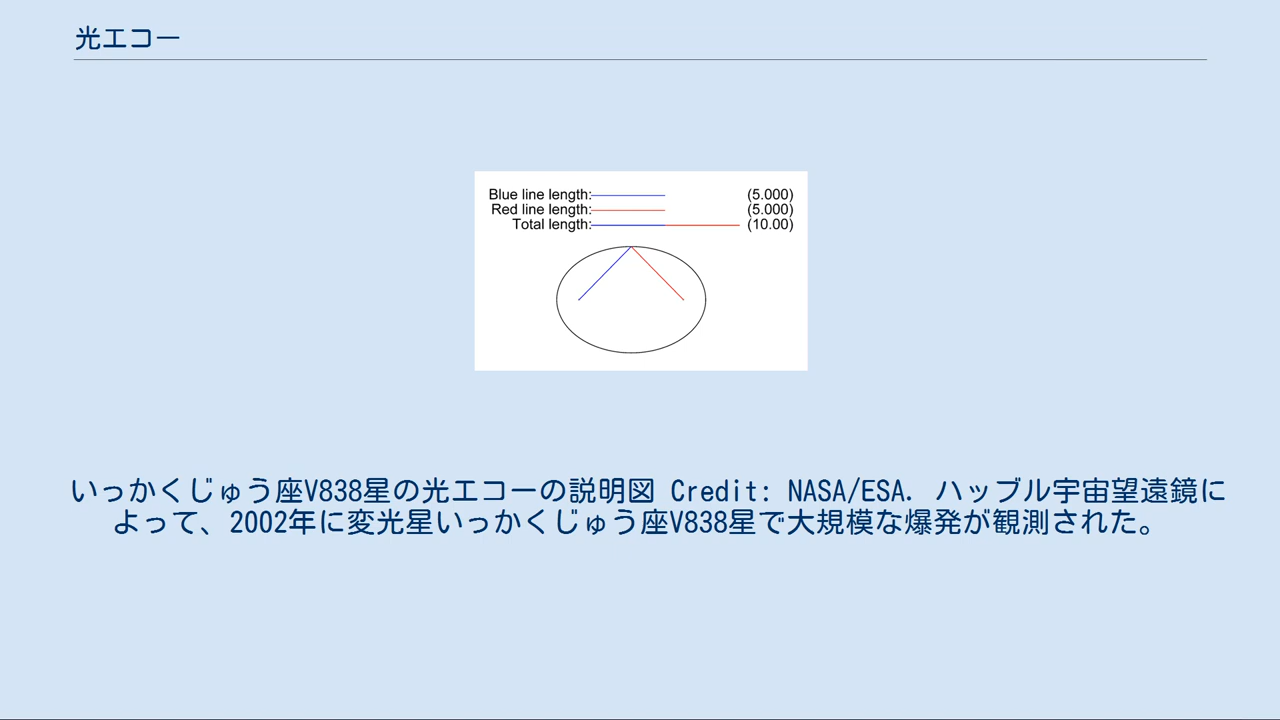 光エコー
Blue line length: (5.000)
Red line length: (5.000)
Total length: (10.00)
いっかくじゅう座V838星の光エコーの説明図 Credit: NASA/ESA. ハッブル宇宙望遠鏡に
よって、2002年に変光星いっかくじゅう座V838星で大規模な爆発が観測された。